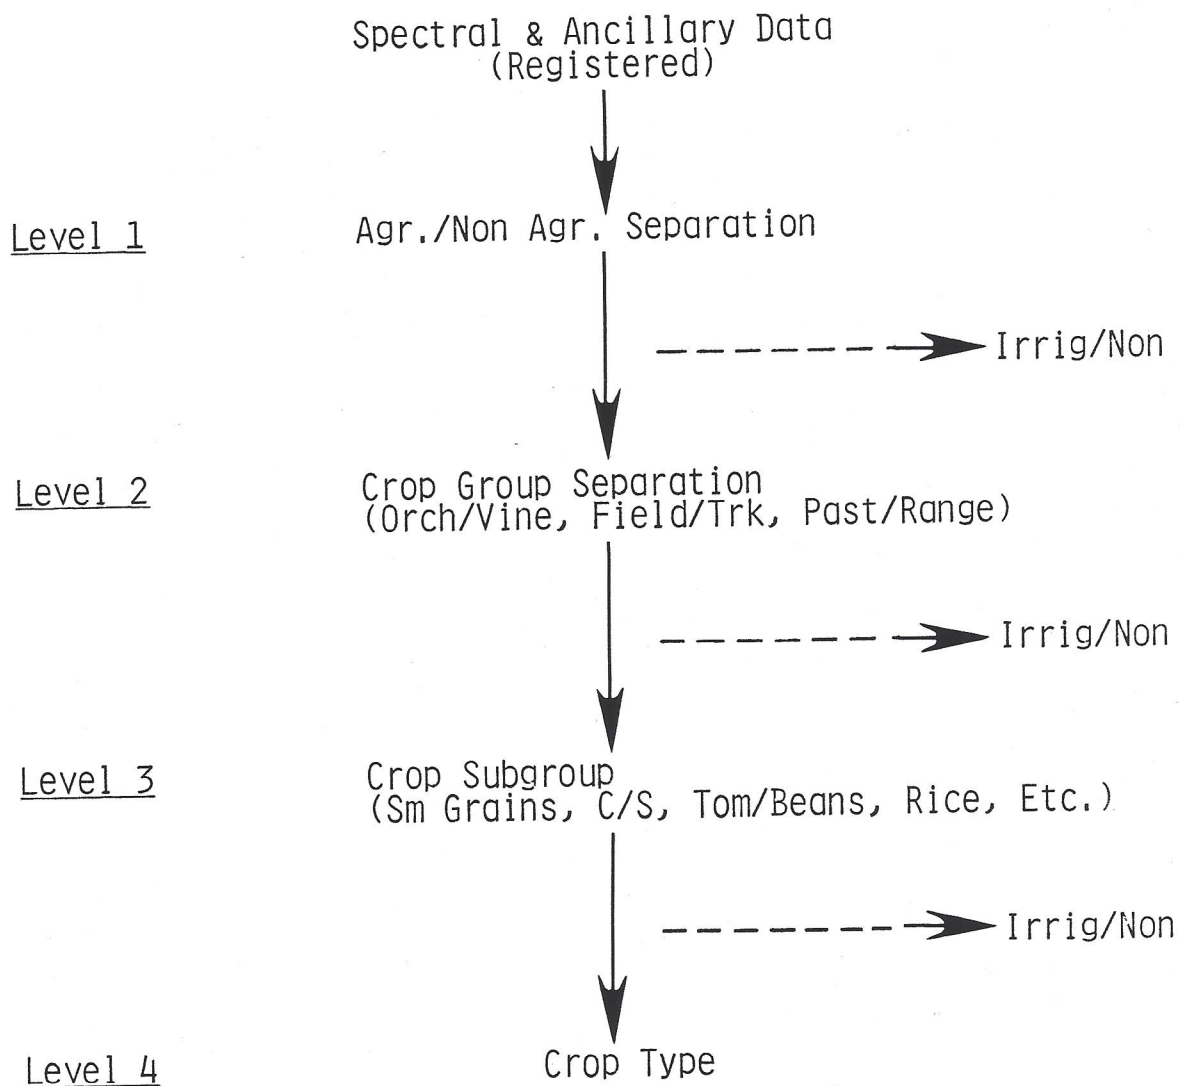 Spectral & Ancillary Data
(Registered)
Level 1
Agr./Non Agr. Separation
Irrig/Non
Level 2
Crop Group Separation
(Orch/Vine, Field/Trk, Past/Range)
Irrig/Non
Level 3
Crop Subgroup
(Sm Grains, C/S, Tom/Beans, Rice, Etc.)
Irrig/Non
Level 4
Crop Type